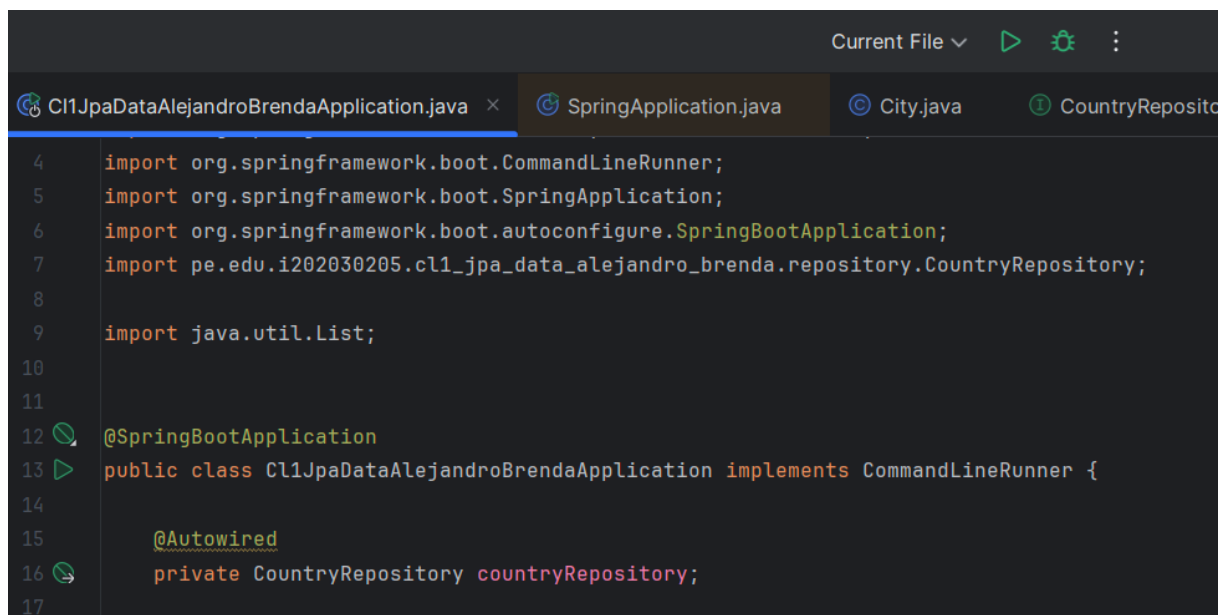 Current File
Cl1JpaDataAlejandroBrendaApplication.java
SpringApplication.java
City.java
CountryReposito
4 import org.springframework.boot.CommandLineRunner;
5 import org.springframework.boot.SpringApplication;
6 import org.springframework.boot.autoconfigure.SpringBootApplication;
7 import pe.edu.i202030205.cl1_jpa_data_alejandro_brenda.repository.CountryRepository;
8
9 import java.util.List;
10
11
12 @SpringBootApplication
13 public class Cl1JpaDataAlejandroBrendaApplication implements CommandLineRunner {
14
15 @Autowired
16 private CountryRepository countryRepository;
17